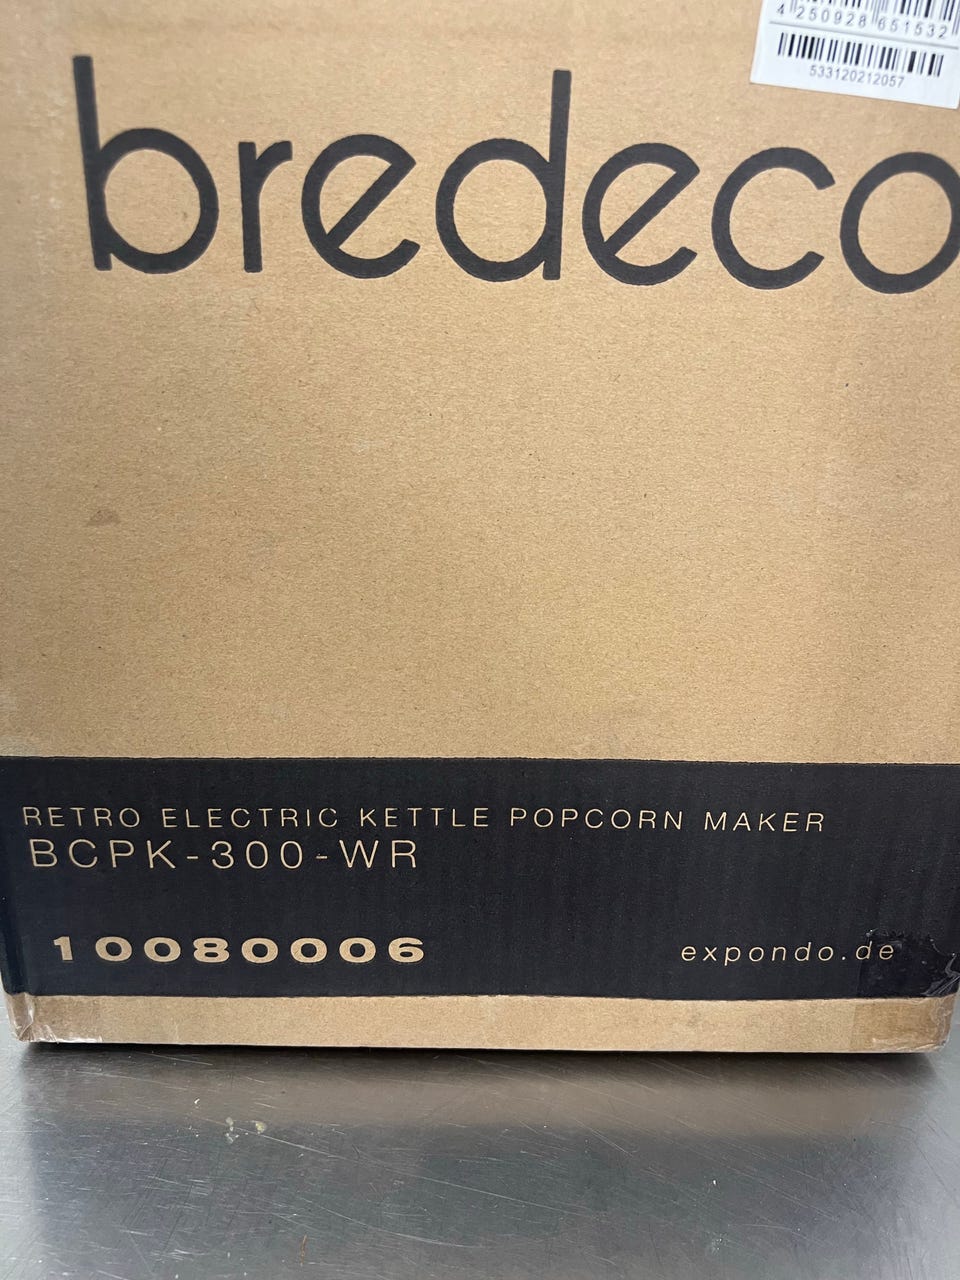 4 250928 651532
533120212057
bredeco
RETRO ELECTRIC KETTLE POPCORN MAKER
BCPK-300-WR
10080006
expondo.de